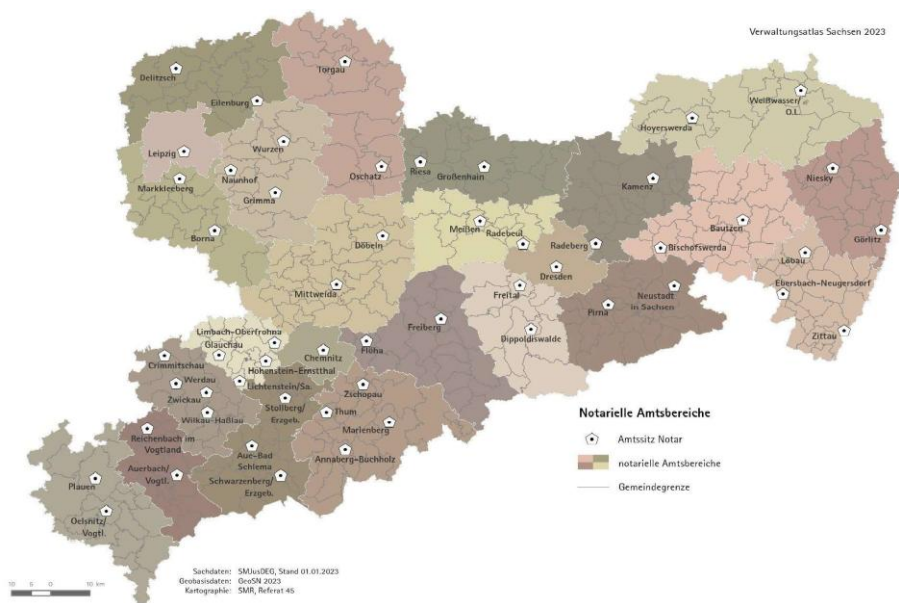 Verwaltungsatlas Sachsen 2023
Delitzsch
Eilenburg
Torgau
Leipzig
Wurzen
Naunhof
Markkleeberg
Grimma
Borna
Oschatz
Riesa
Großenhain
Meißen
Radebeul
Döbeln
Mittweida
Hoyerswerda
Weißwasser/
O.L.
Kamenz
Niesky
Bautzen
Görlitz
Radeberg
Bischofswerda
Löbau
Dresden
Ebersbach-Neugersdorf
Freital
Pirna
Neustadt
in Sachsen
Zittau
Dippoldiswalde
Freiberg
Limbach-Oberfrohna
Glauchau
Chemnitz
Flöha
Crimmitschau
Hohenstein-Ernstthal
Werdau
Lichtenstein/Sa.
Zwickau
Stollberg/
Erzgeb.
Zschopau
Wilkau-Haßlau
Thum
Marienberg
Reichenbach im
Vogtland
Aue-Bad
Schlema
Annaberg-Buchholz
Auerbach/
Vogtl.
Schwarzenberg/
Erzgeb.
Plauen
Oelsnitz/
Vogtl.
Notarielle Amtsbereiche
Amtssitz Notar
notarielle Amtsbereiche
Gemeindegrenze
Sachdaten: SMJusDEG, Stand 01.01.2023
Geobasisdaten: GeoSN 2023
Kartographie: SMR, Referat 45
10 5 0 10 km